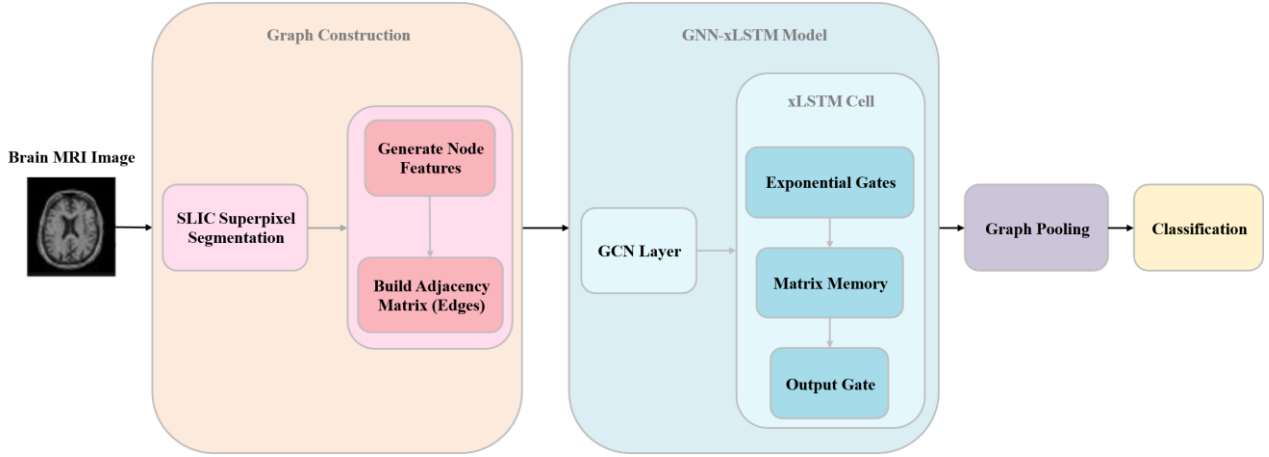 Brain MRI Image
Graph Construction
SLIC Superpixel
Segmentation
Generate Node
Features
Build Adjacency
Matrix (Edges)
GNN-xLSTM Model
GCN Layer
xLSTM Cell
Exponential Gates
Matrix Memory
Output Gate
Graph Pooling
Classification